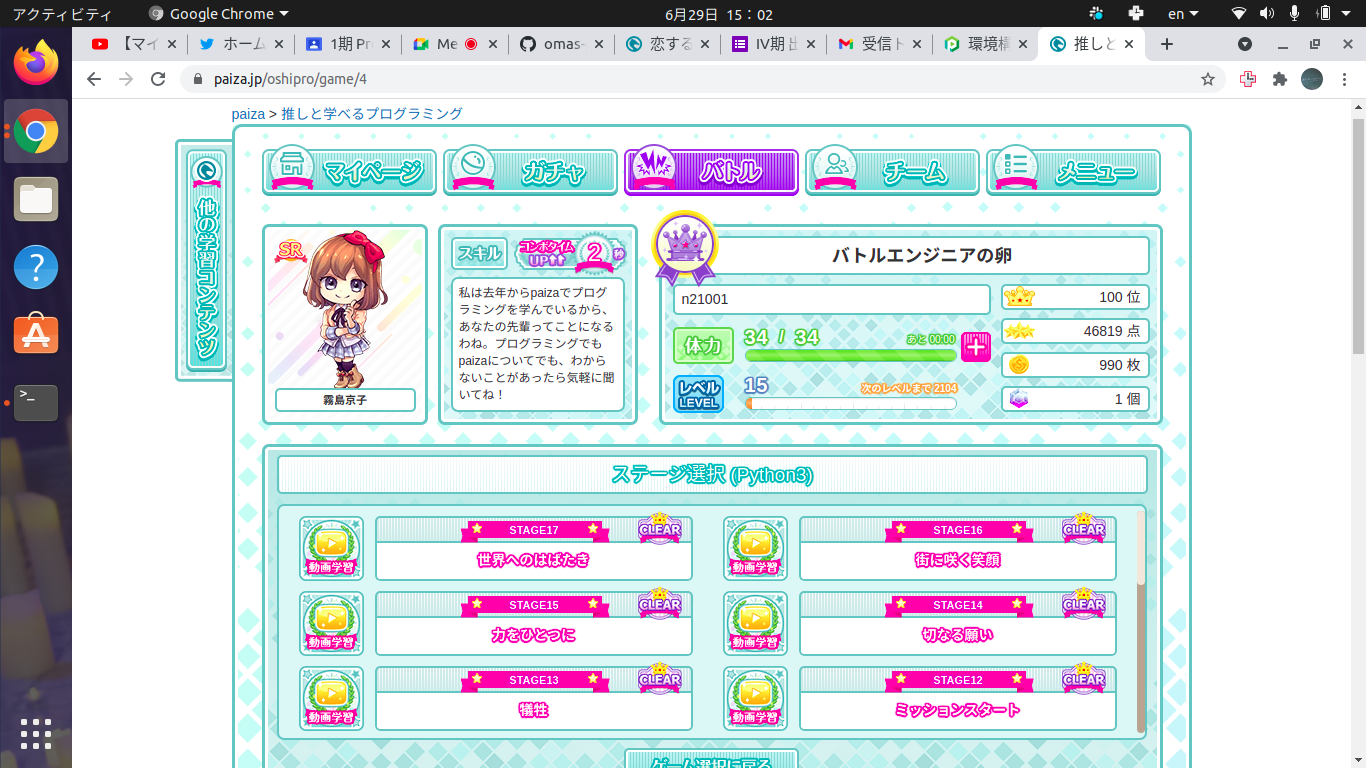 アクティビティ
Google Chrome
6月29日 15：02
en
【マイ
ホーム
1期 Pr
Me
omas-
恋する
IV期 出
受信ト
環境構
推しと
paiza.jp/oshipro/game/4
paiza > 推しと学べるプログラミング
他の学習コンテンツ
マイページ
ガチャ
バトル
チーム
メニュー
SR
霧島京子
スキル
コンボタイム
UP
2
秒
私は去年からpaizaでプログ
ラミングを学んでいるから、
あなたの先輩ってことになる
わね。プログラミングでも
paizaについてでも、わから
ないことがあったら気軽に聞
いてね！
バトルエンジニアの卵
n21001
100 位
体力
34 / 34
あと 00:00
46819 点
990 枚
レベル
LEVEL
15
次のレベルまで 2104
1 個
ステージ選択 (Python3)
動画学習
STAGE17
CLEAR
世界へのはばたき
動画学習
STAGE16
CLEAR
街に咲く笑顔
動画学習
STAGE15
CLEAR
力をひとつに
動画学習
STAGE14
CLEAR
切なる願い
動画学習
STAGE13
CLEAR
犠牲
動画学習
STAGE12
CLEAR
ミッションスタート
ゲーム選択に戻る